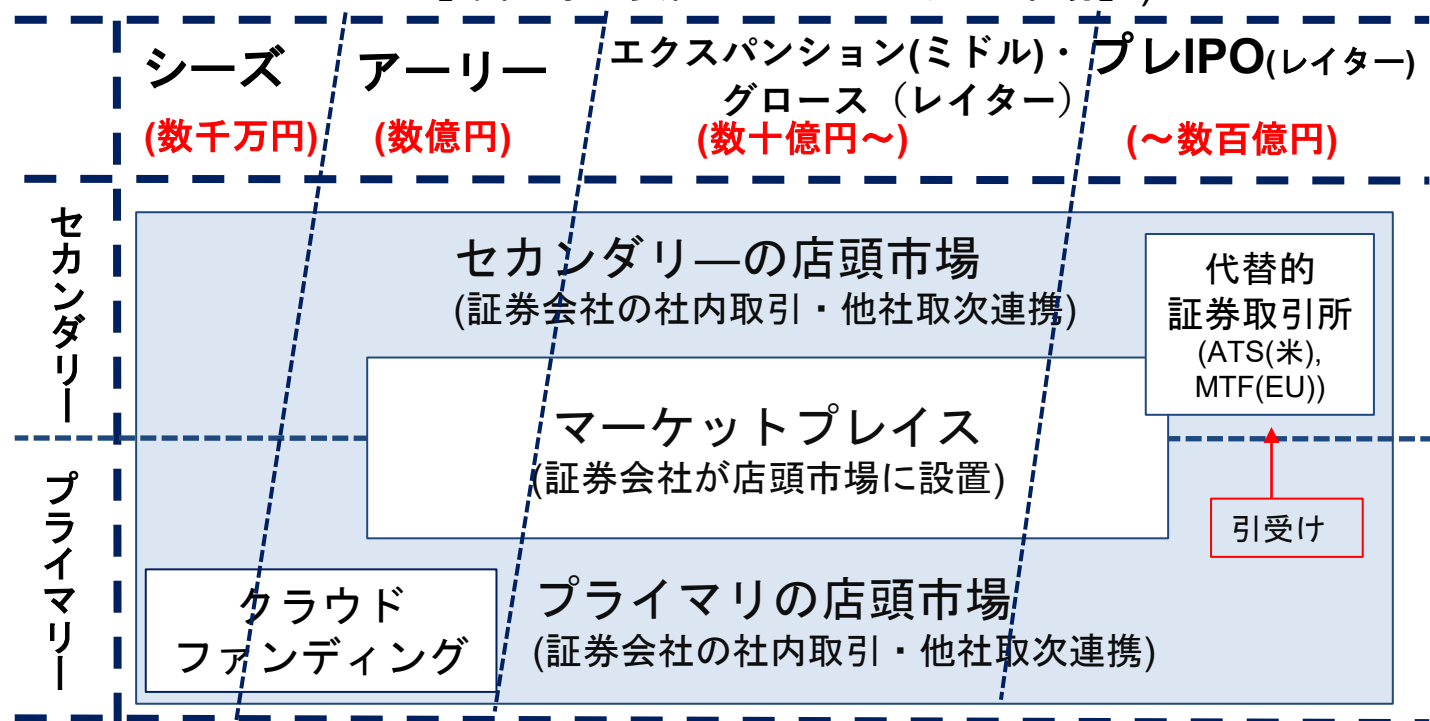 シーズ
アーリー
エクスパンション(ミドル)・
グロース（レイター）
プレIPO(レイター)
(数千万円)
(数億円)
(数十億円～)
(～数百億円)
セカンダリー
セカンダリ―の店頭市場
(証券会社の社内取引・他社取次連携)
代替的
証券取引所
(ATS(米),
MTF(EU))
マーケットプレイス
(証券会社が店頭市場に設置)
プライマリー
引受け
クラウド
ファンディング
プライマリの店頭市場
(証券会社の社内取引・他社取次連携)